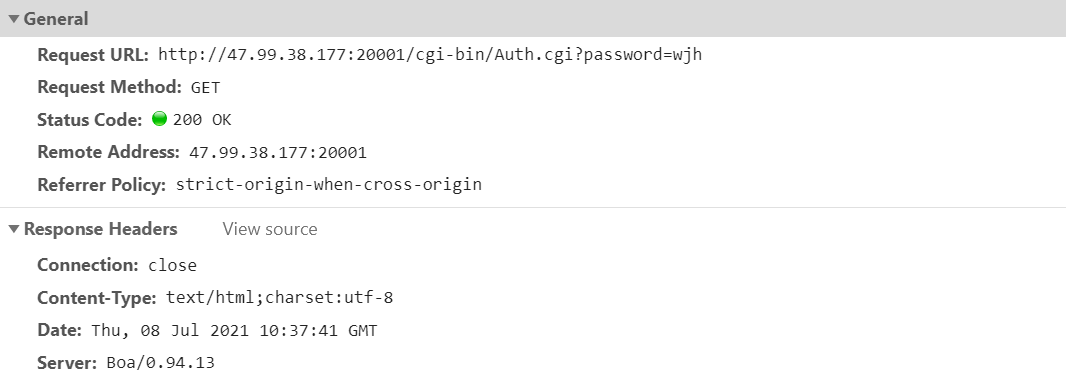 General
Request URL: http://47.99.38.177:20001/cgi-bin/Auth.cgi?password=wjh
Request Method: GET
Status Code: 200 OK
Remote Address: 47.99.38.177:20001
Referrer Policy: strict-origin-when-cross-origin
Response Headers View source
Connection: close
Content-Type: text/html;charset:utf-8
Date: Thu, 08 Jul 2021 10:37:41 GMT
Server: Boa/0.94.13